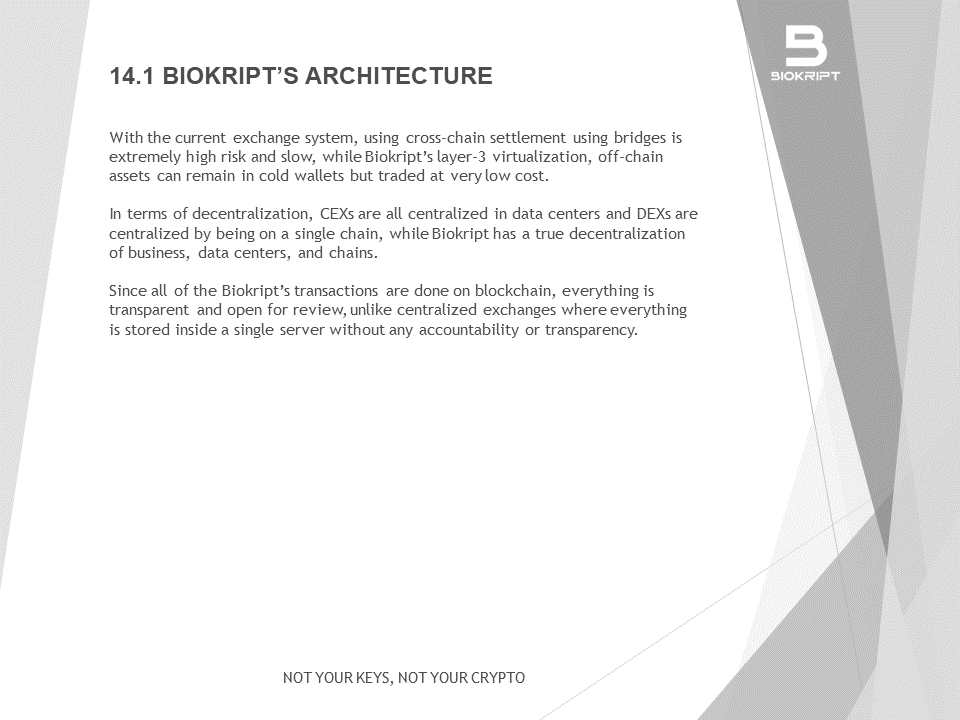 BIOKRIPT
14.1 BIOKRIPT’S ARCHITECTURE
With the current exchange system, using cross-chain settlement using bridges is
extremely high risk and slow, while Biokript’s layer-3 virtualization, off-chain
assets can remain in cold wallets but traded at very low cost.
In terms of decentralization, CEXs are all centralized in data centers and DEXs are
centralized by being on a single chain, while Biokript has a true decentralization
of business, data centers, and chains.
Since all of the Biokript’s transactions are done on blockchain, everything is
transparent and open for review, unlike centralized exchanges where everything
is stored inside a single server without any accountability or transparency.
NOT YOUR KEYS, NOT YOUR CRYPTO